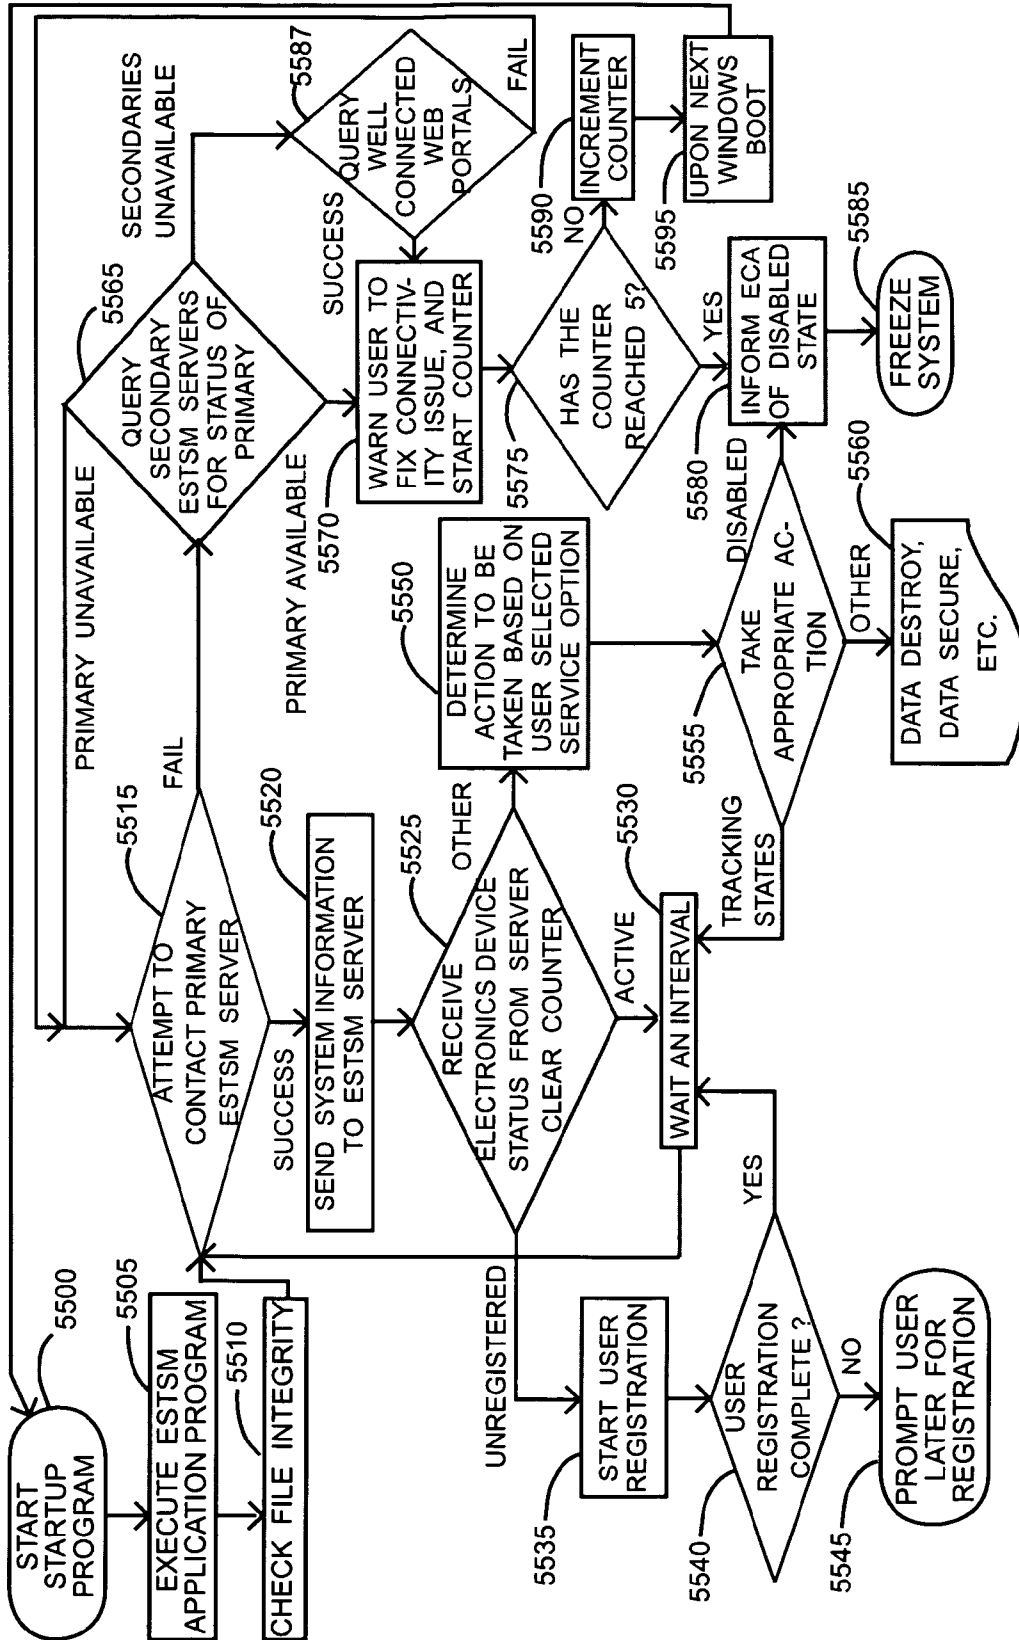 START
STARTUP
PROGRAM
5500
EXECUTE ESTSM
APPLICATION PROGRAM
5505
CHECK FILE INTEGRITY
5510
ATTEMPT TO
CONTACT PRIMARY
ESTSM SERVER
5515
FAIL
SUCCESS
SEND SYSTEM INFORMATION
TO ESTSM SERVER
5520
RECEIVE
ELECTRONICS DEVICE
STATUS FROM SERVER
CLEAR COUNTER
5525
OTHER
ACTIVE
UNREGISTERED
WAIT AN INTERVAL
5530
START USER
REGISTRATION
5535
USER
REGISTRATION
COMPLETE ?
5540
YES
NO
PROMPT USER
LATER FOR
REGISTRATION
5545
DETERMINE
ACTION TO BE
TAKEN BASED ON
USER SELECTED
SERVICE OPTION
5550
TAKE
APPROPRIATE AC-
TION
5555
TRACKING
STATES
DISABLED
OTHER
DATA DESTROY,
DATA SECURE,
ETC.
5560
PRIMARY UNAVAILABLE
QUERY
SECONDARY
ESTSM SERVERS
FOR STATUS OF
PRIMARY
5565
SECONDARIES
UNAVAILABLE
PRIMARY AVAILABLE
WARN USER TO
FIX CONNECTIV-
ITY ISSUE, AND
START COUNTER
5570
HAS THE
COUNTER
REACHED 5?
5575
NO
YES
INFORM ECA
OF DISABLED
STATE
5580
FREEZE
SYSTEM
5585
QUERY
WELL
CONNECTED
WEB
PORTALS
5587
SUCCESS
FAIL
INCREMENT
COUNTER
5590
UPON NEXT
WINDOWS
BOOT
5595